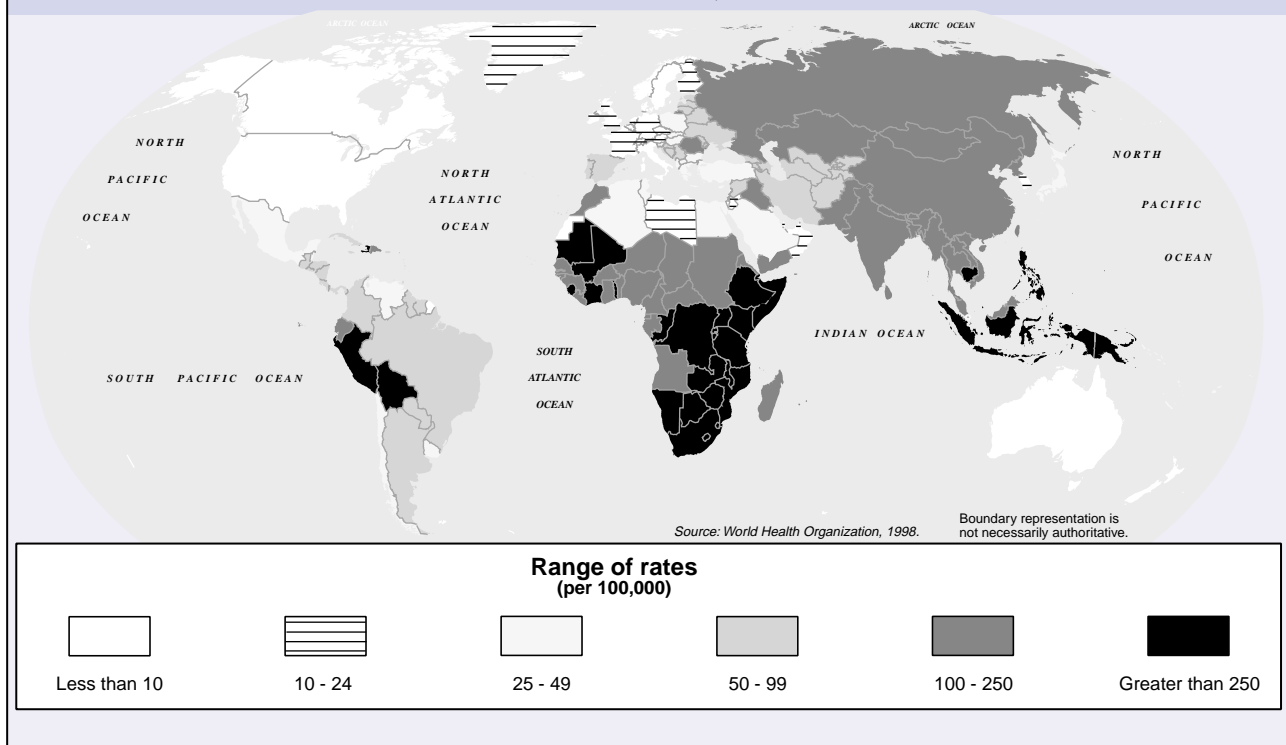 ARCTIC OCEAN
ARCTIC OCEAN
NORTH
PACIFIC
OCEAN
NORTH
ATLANTIC
OCEAN
NORTH
PACIFIC
OCEAN
INDIAN OCEAN
SOUTH PACIFIC OCEAN
SOUTH
ATLANTIC
OCEAN
Source: World Health Organization, 1998.
Boundary representation is
not necessarily authoritative.
Range of rates
(per 100,000)
Less than 10
10 - 24
25 - 49
50 - 99
100 - 250
Greater than 250